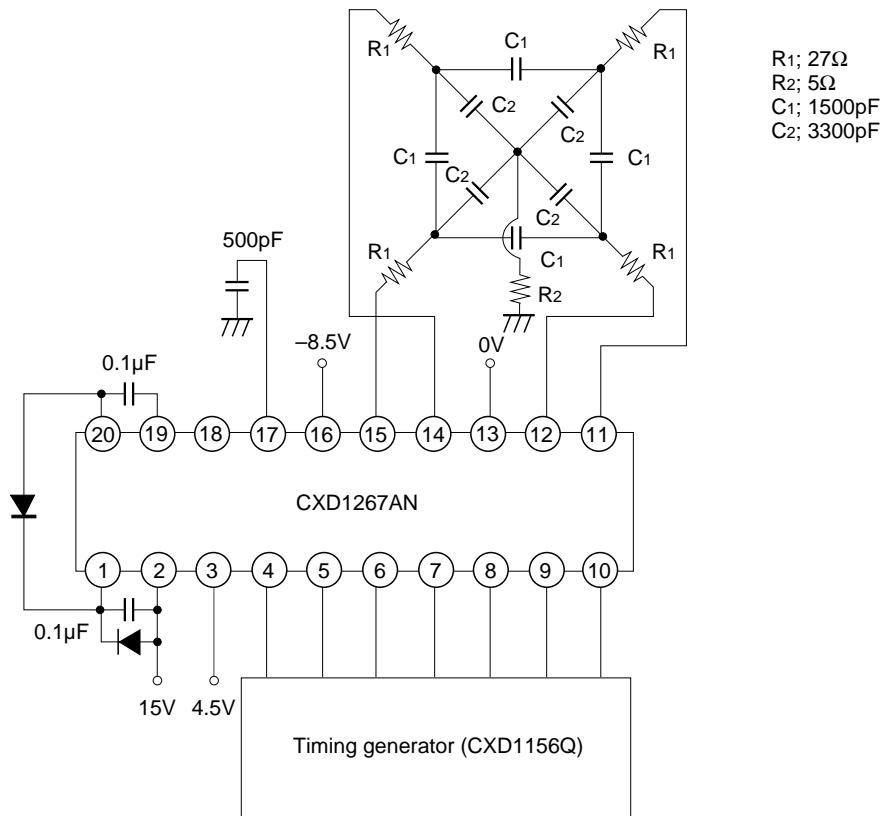 R1
C1
R1
R1; 27Ω
R2; 5Ω
C1; 1500pF
C2; 3300pF
C2
C2
C1
C1
C2
C2
500pF
R1
C1
R1
R2
–8.5V
0V
0.1µF
20
19
18
17
16
15
14
13
12
11
CXD1267AN
1
2
3
4
5
6
7
8
9
10
0.1µF
15V
4.5V
Timing generator (CXD1156Q)